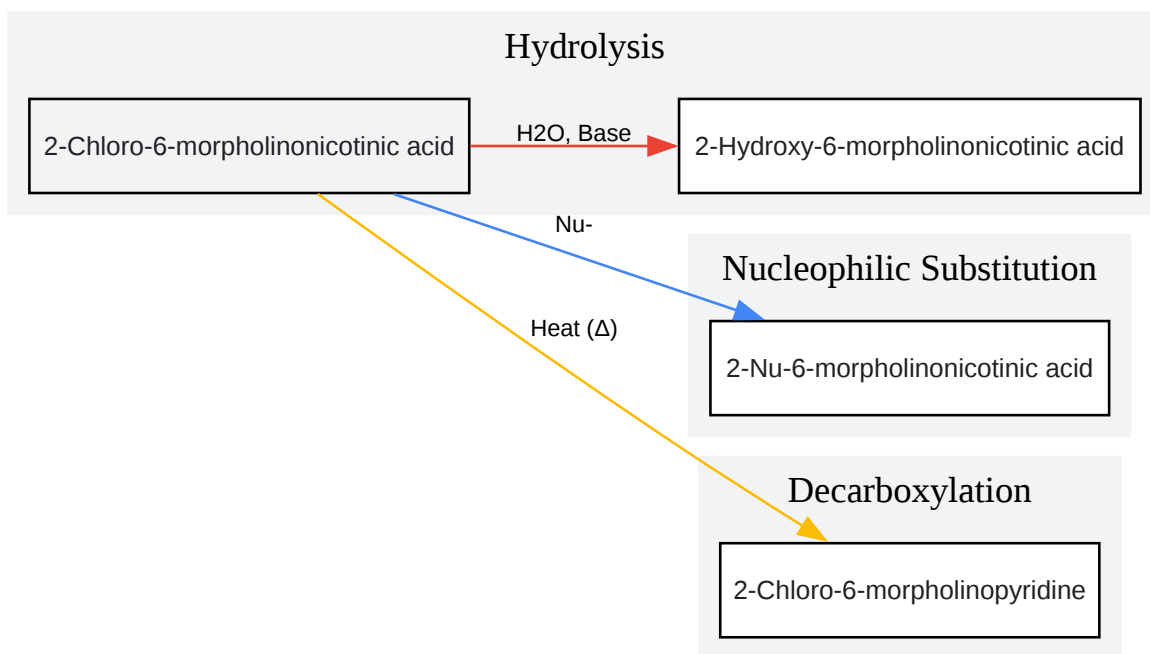 Hydrolysis
2-Chloro-6-morpholinonicotinic acid
H2O, Base
2-Hydroxy-6-morpholinonicotinic acid
Nu-
Nucleophilic Substitution
2-Nu-6-morpholinonicotinic acid
Heat (Δ)
Decarboxylation
2-Chloro-6-morpholinopyridine